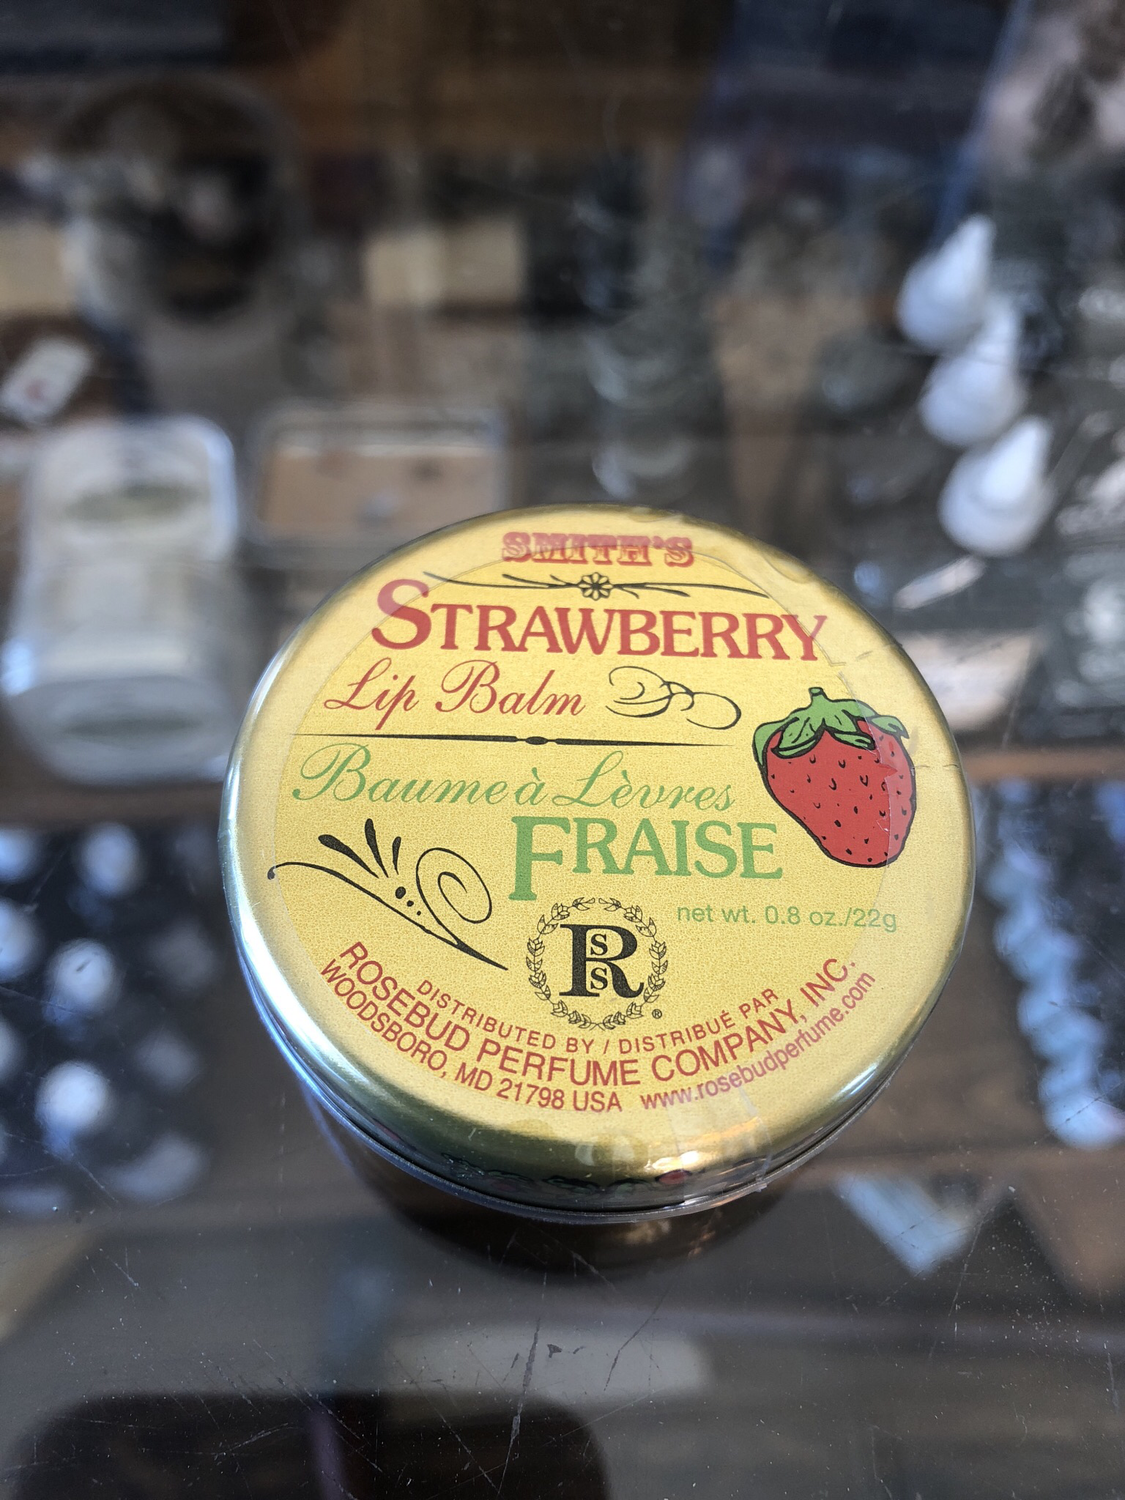 SMITH'S
STRAWBERRY
Lip Balm
Baume à Lèvres
FRAISE
net wt. 0.8 oz./22g
R
S
S
®
DISTRIBUTED BY / DISTRIBUÉ PAR
ROSEBUD PERFUME COMPANY, INC.
WOODSBORO, MD 21798 USA www.rosebudperfume.com